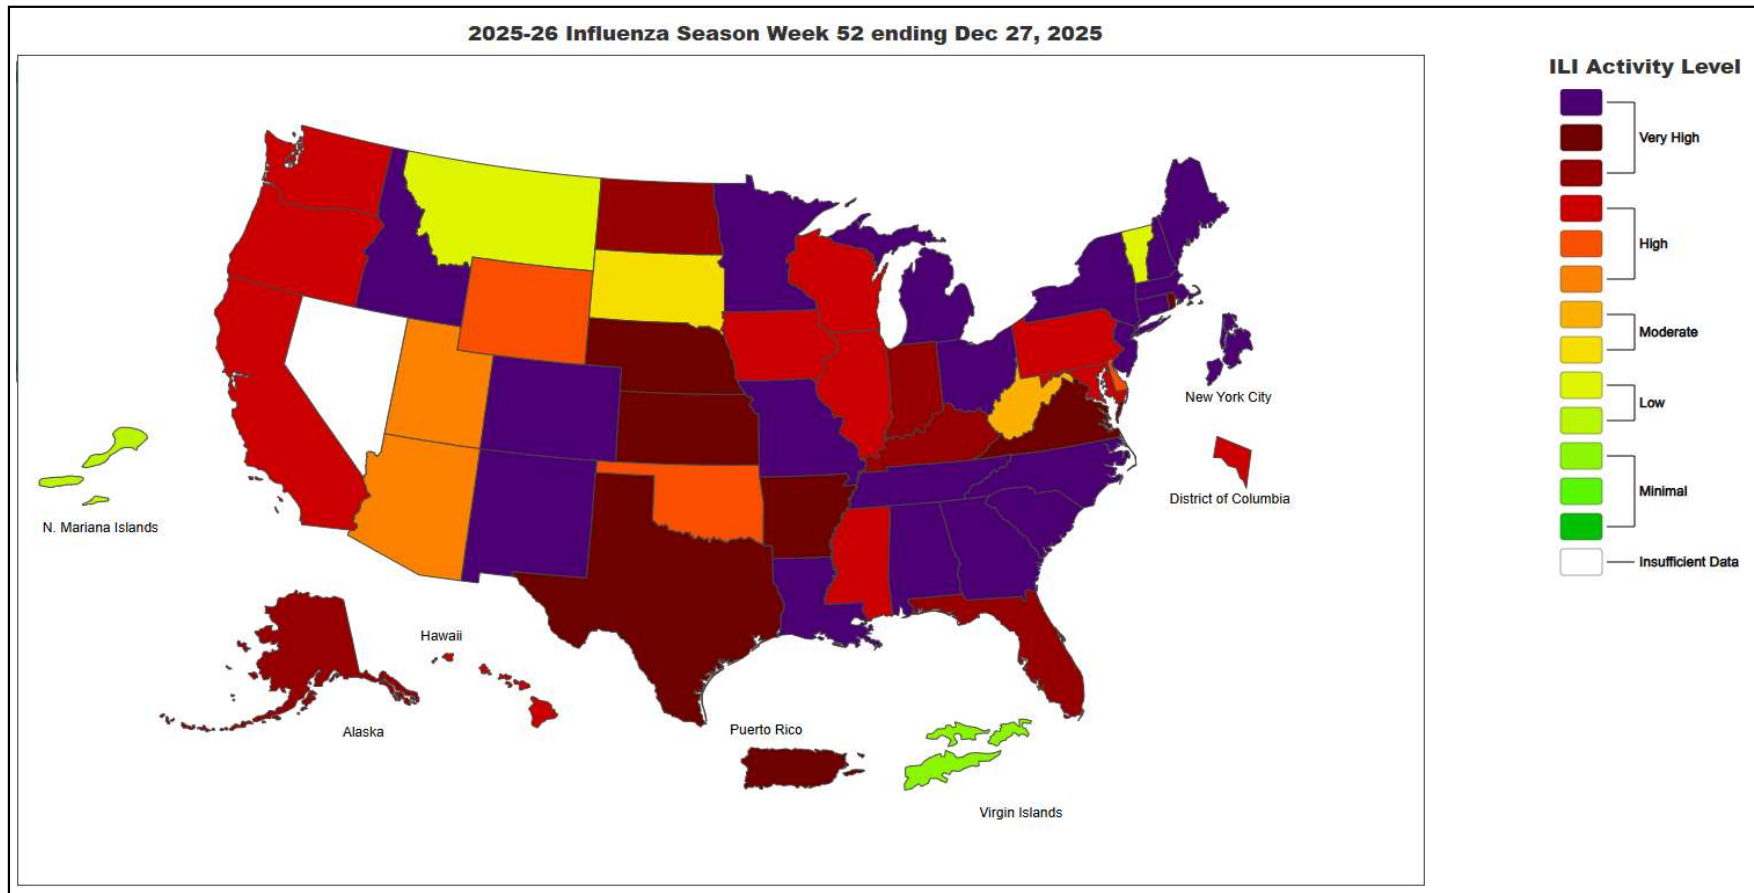 2025-26 Influenza Season Week 52 ending Dec 27, 2025
ILI Activity Level
Very High
High
Moderate
Low
Minimal
Insufficient Data
New York City
District of Columbia
N. Mariana Islands
Hawaii
Alaska
Puerto Rico
Virgin Islands